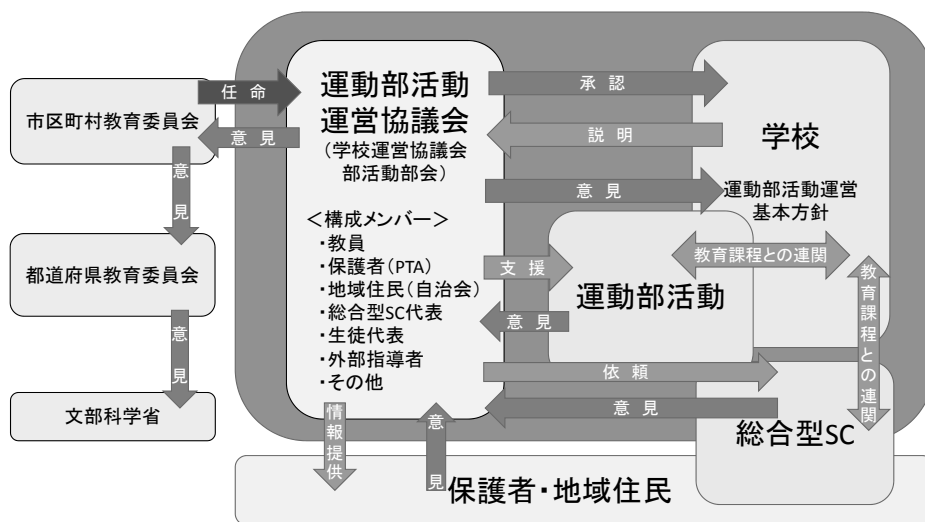 市区町村教育委員会
任命
意見
意見
都道府県教育委員会
意見
文部科学省
運動部活動
運営協議会
（学校運営協議会
部活動部会）
＜構成メンバー＞
・教員
・保護者（PTA）
・地域住民（自治会）
・総合型SC代表
・生徒代表
・外部指導者
・その他
承認
説明
意見
支援
意見
依頼
意見
学校
運動部活動運営
基本方針
教育課程との連関
運動部活動
教育課程との連関
総合型SC
情報提供
意見
保護者・地域住民